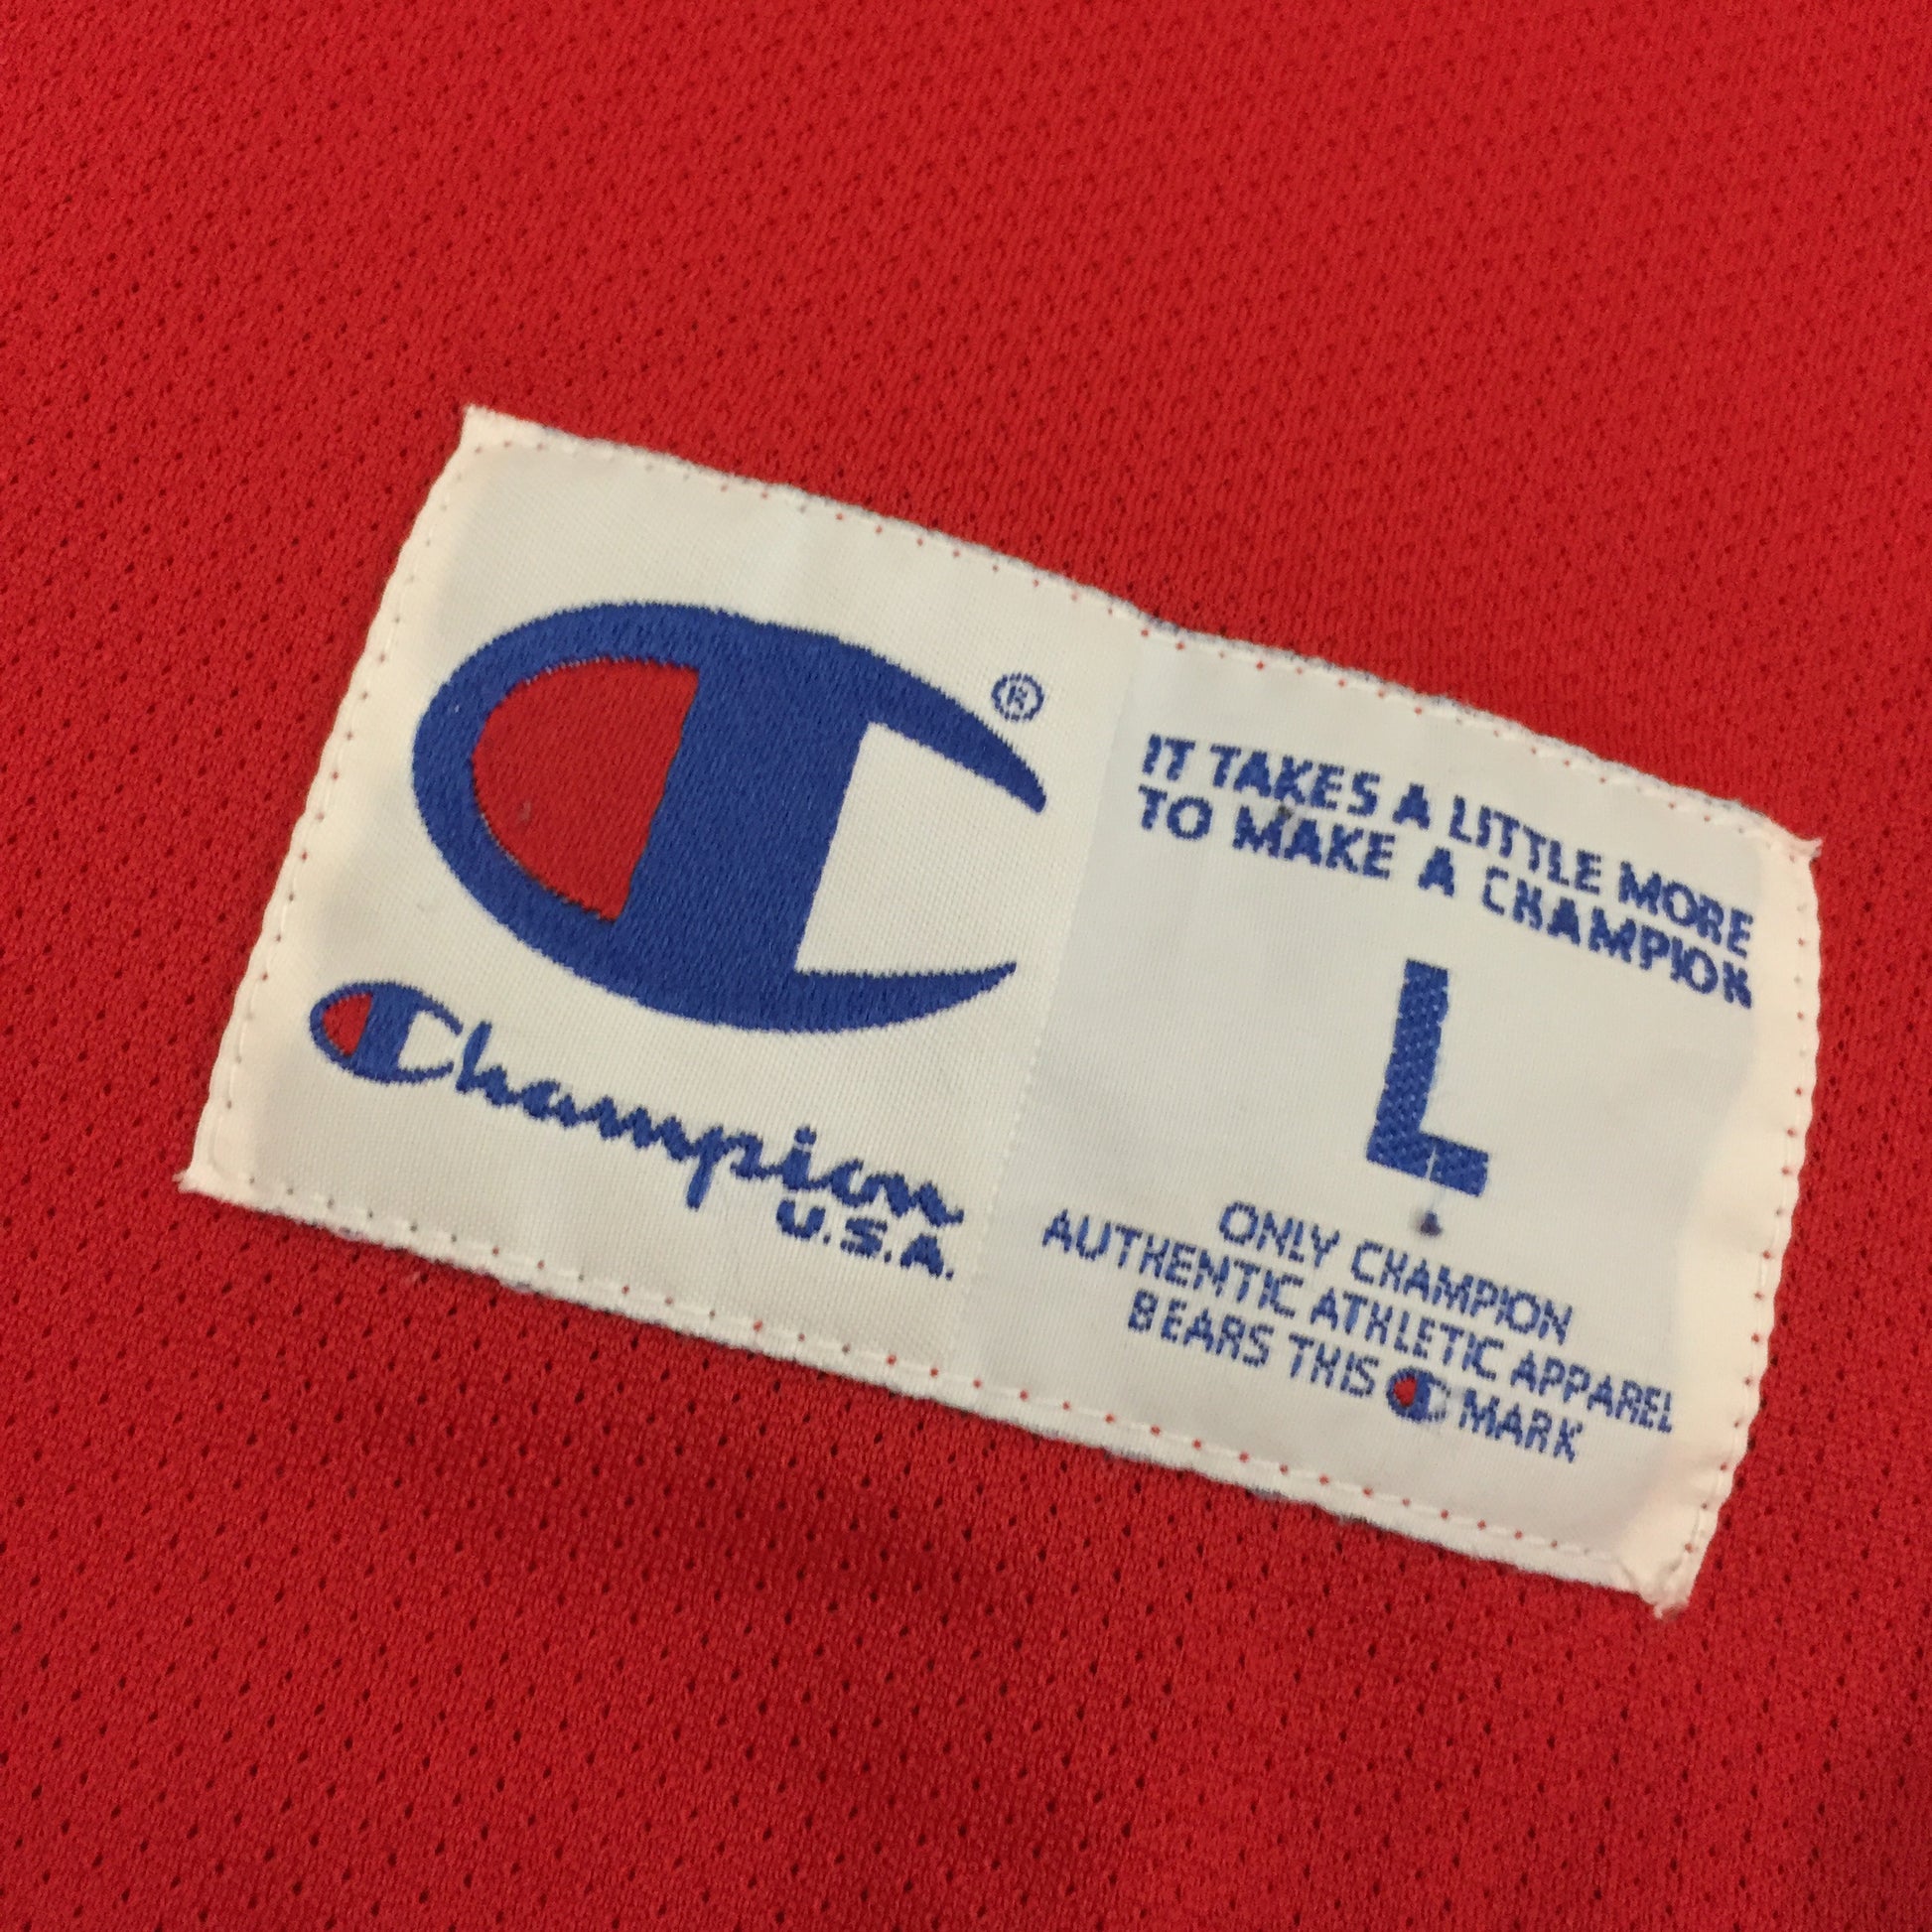 ®
Champion
U.S.A.
IT TAKES A LITTLE MORE
TO MAKE A CHAMPION
L
ONLY CHAMPION
AUTHENTIC ATHLETIC APPAREL
BEARS THIS C MARK